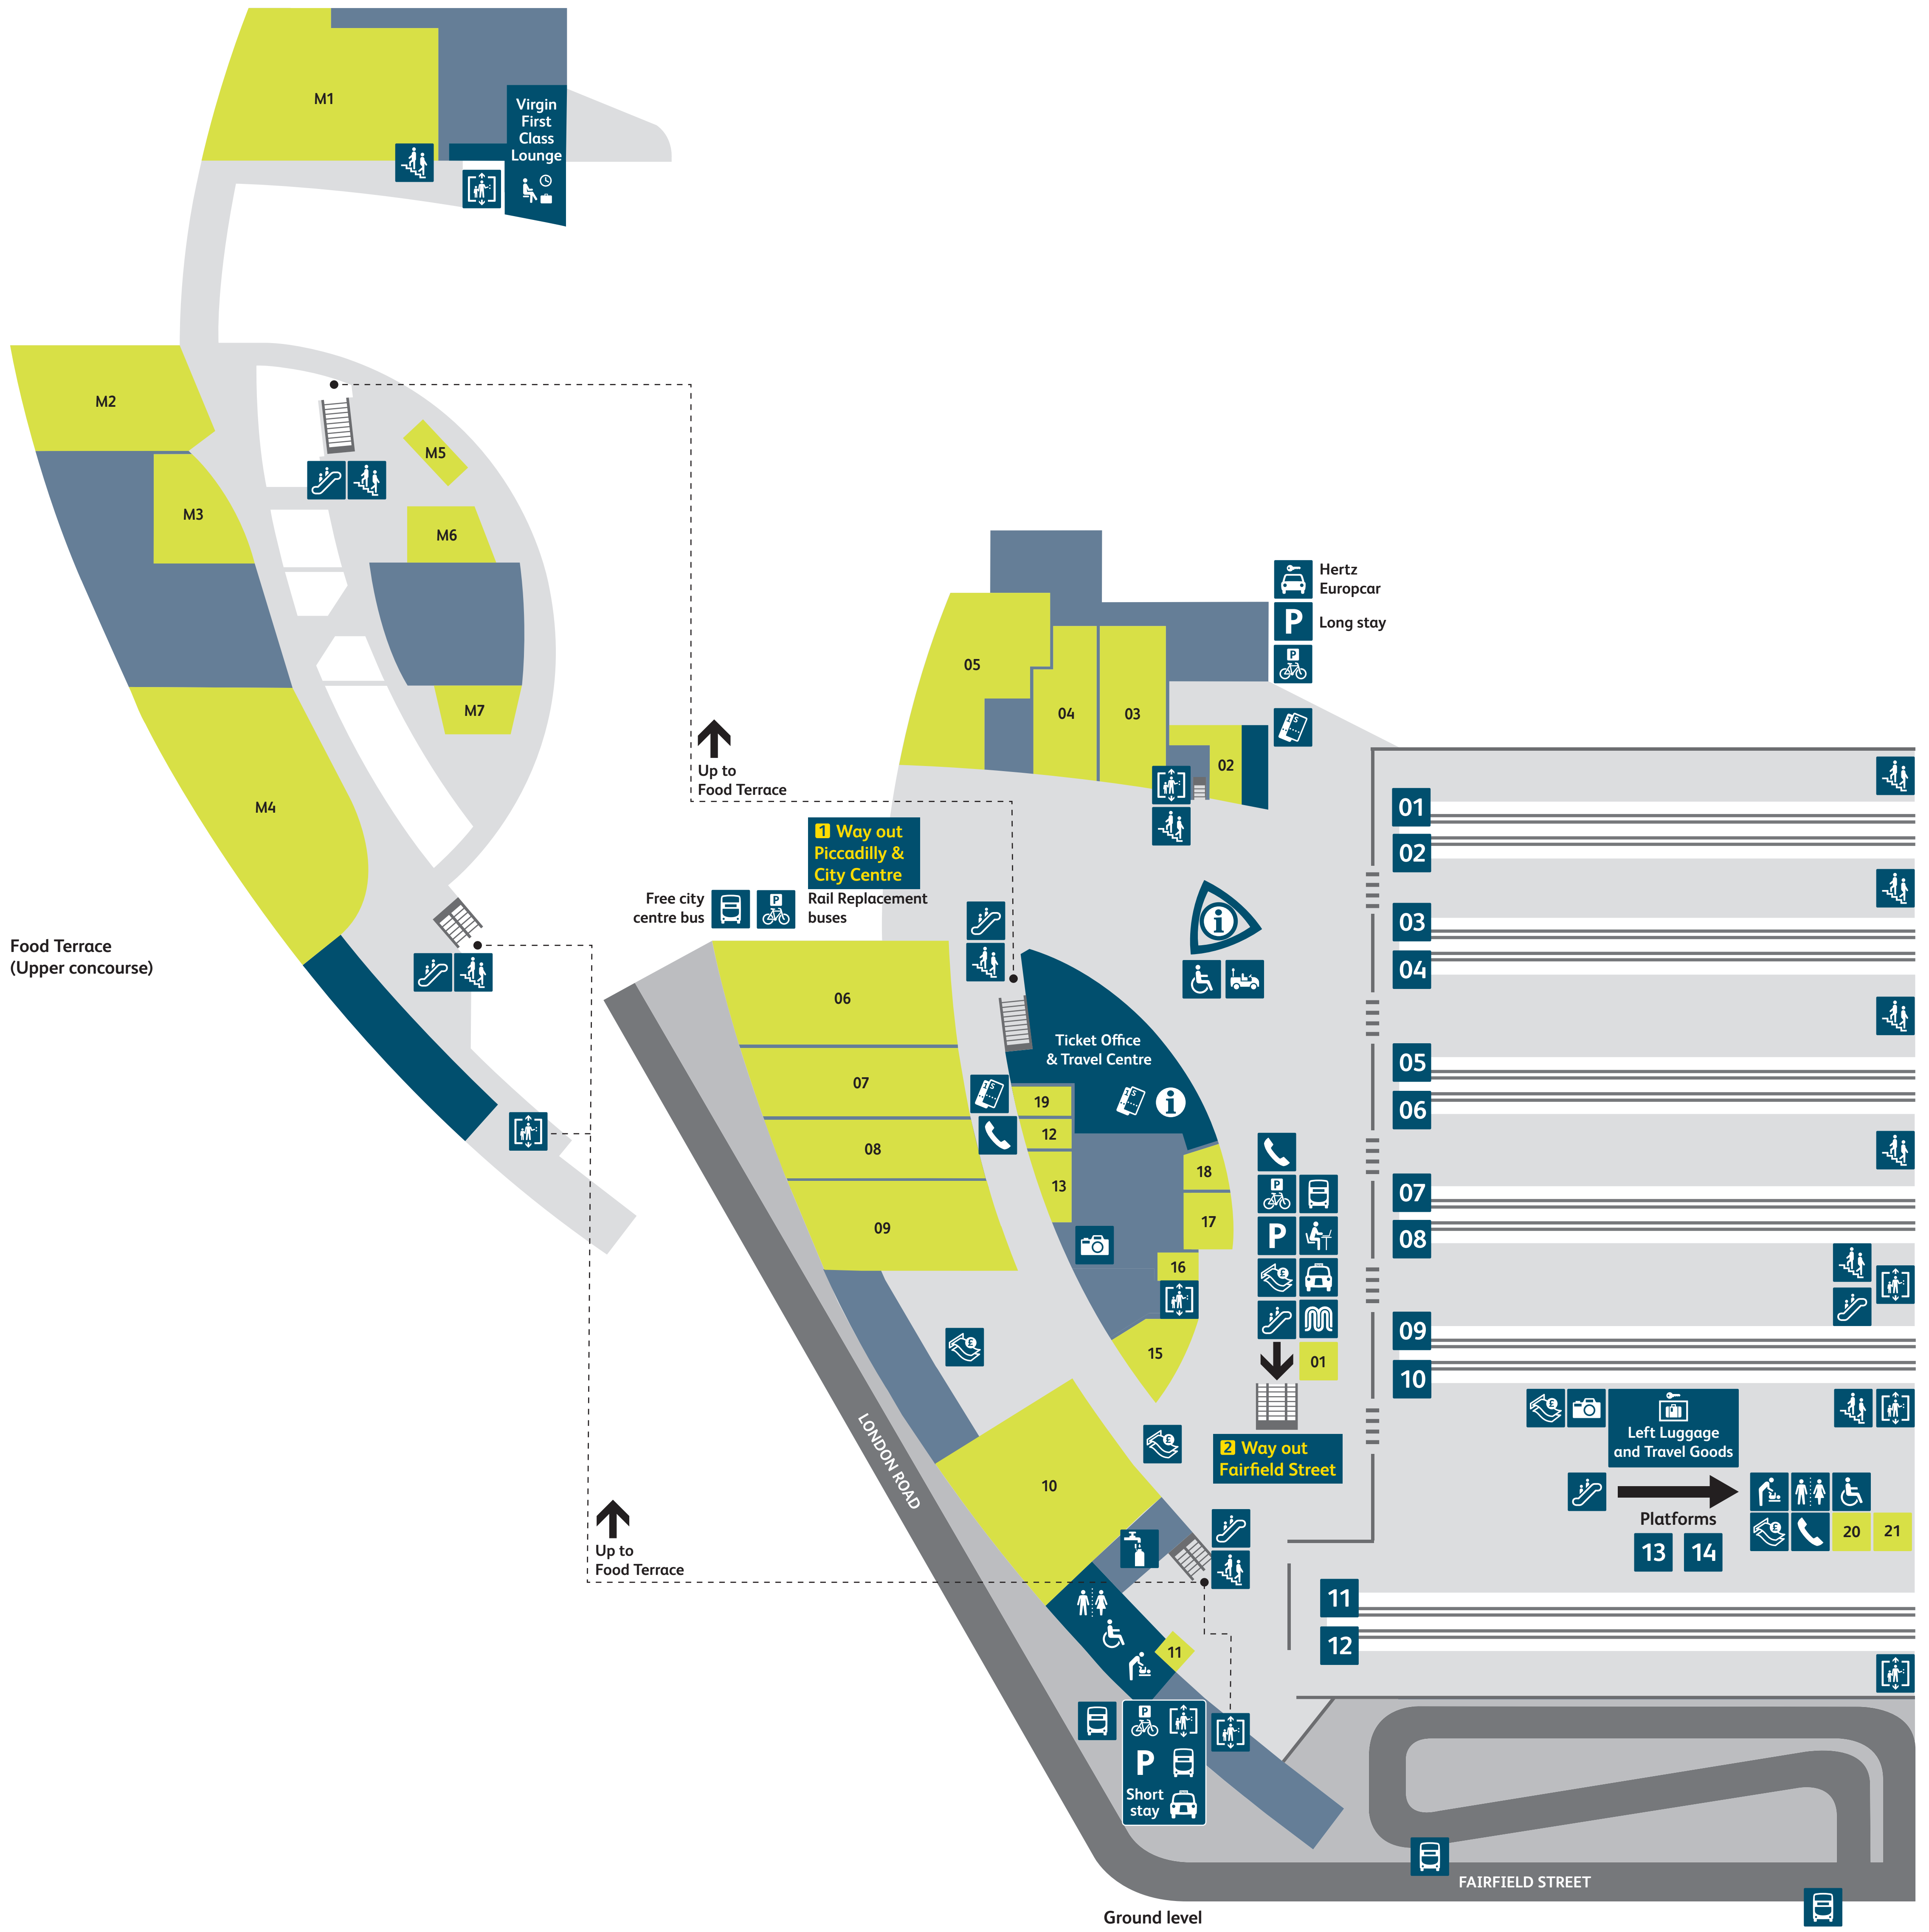 M1
Virgin
First
Class
Lounge
M2
M5
M3
M6
M7
M4
Food Terrace
(Upper concourse)
Up to
Food Terrace
Hertz
Europcar
P
Long stay
P
05
04
03
02
1 Way out
Piccadilly &
City Centre
Free city
centre bus
P
Rail Replacement
buses
i
06
07
08
09
Ticket Office
& Travel Centre
i
19
12
13
18
17
16
15
P
P
01
2 Way out
Fairfield Street
10
11
LONDON ROAD
Up to
Food Terrace
P
P
Short
stay
01
02
03
04
05
06
07
08
09
10
Left Luggage
and Travel Goods
Platforms
13 14
20 21
11
12
FAIRFIELD STREET
Ground level